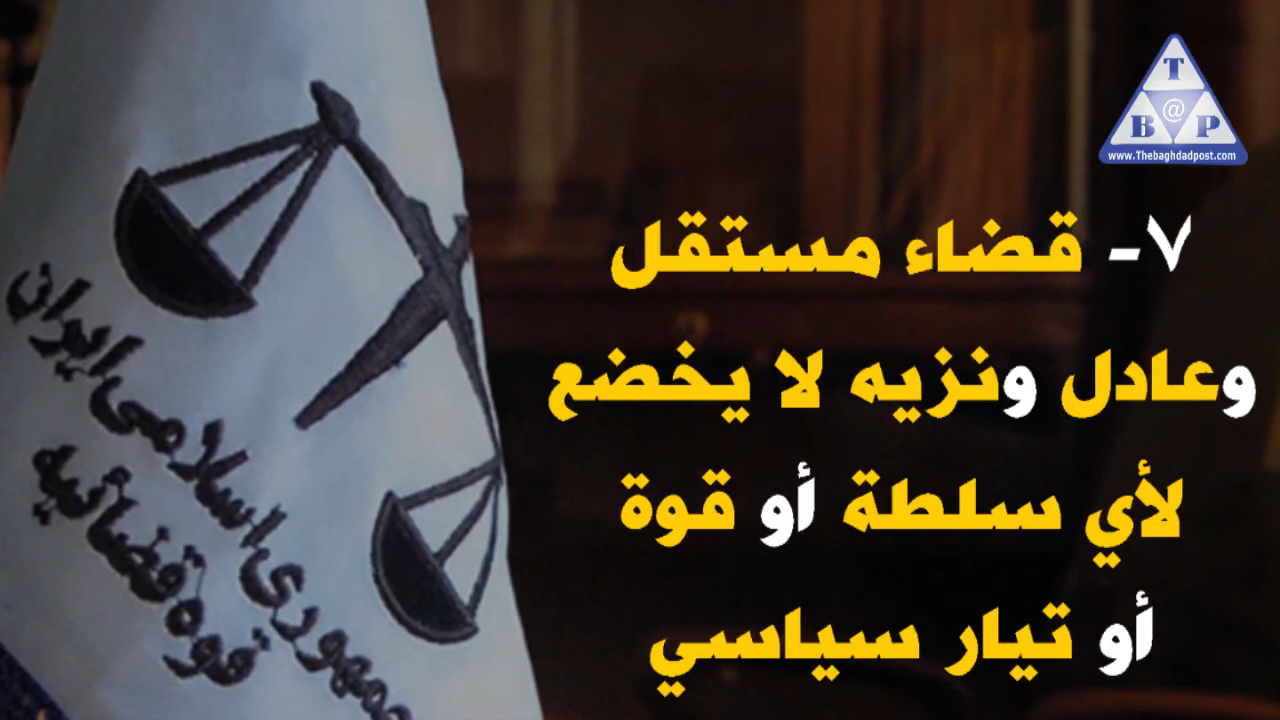 ٧- قضاء مستقل
وعادل ونزيه لا يخضع
لأي سلطة أو قوة
أو تيار سياسي
T
@
B P
www.Thebaghdadpost.com
جمهوری اسلامی ایران
قوه قضائیه